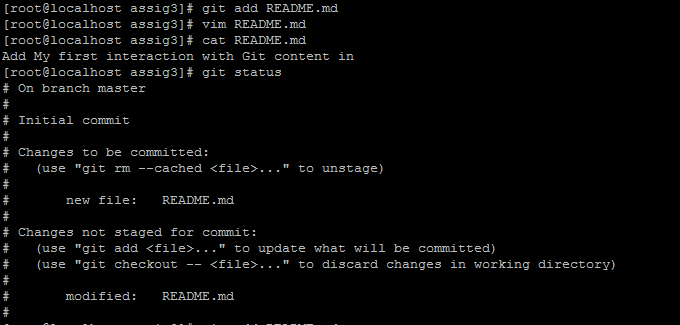 [root@localhost assig3]# git add README.md
[root@localhost assig3]# vim README.md
[root@localhost assig3]# cat README.md
Add My first interaction with Git content in
[root@localhost assig3]# git status
# On branch master
#
# Initial commit
#
# Changes to be committed:
#   (use "git rm --cached <file>..." to unstage)
#
#       new file:   README.md
#
# Changes not staged for commit:
#   (use "git add <file>..." to update what will be committed)
#   (use "git checkout -- <file>..." to discard changes in working directory)
#
#       modified:   README.md
#